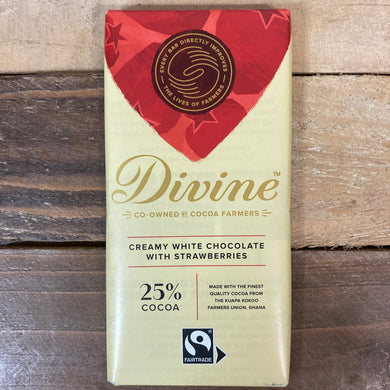 EVERY BAR DIRECTLY IMPROVES
THE LIVES OF FARMERS
Divine™
CO-OWNED BY COCOA FARMERS
CREAMY WHITE CHOCOLATE
WITH STRAWBERRIES
25%
COCOA
MADE WITH THE FINEST
QUALITY COCOA FROM
THE KUAPA KOKOO
FARMERS UNION, GHANA
FAIRTRADE